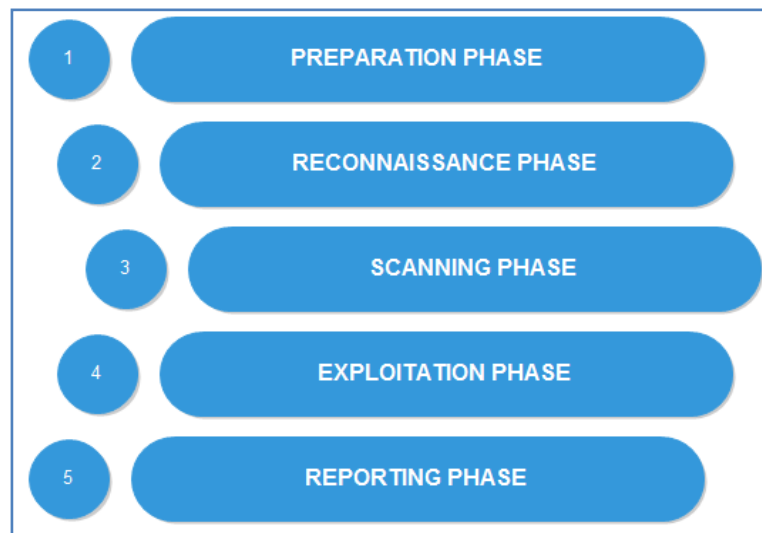 1 PREPARATION PHASE
2 RECONNAISSANCE PHASE
3 SCANNING PHASE
4 EXPLOITATION PHASE
5 REPORTING PHASE